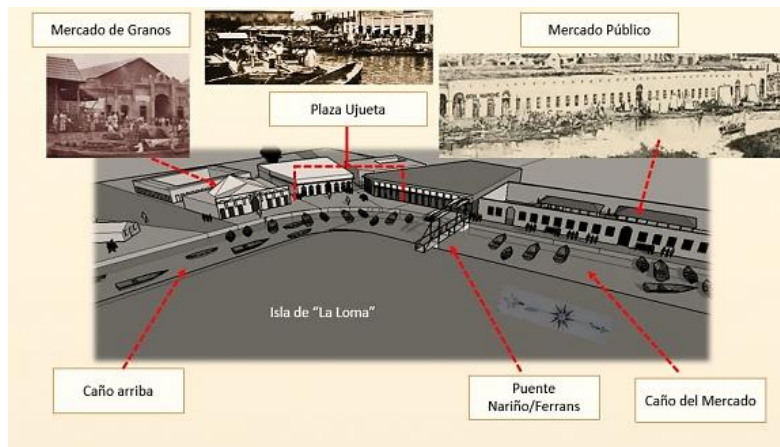 Mercado de Granos
Mercado Público
Plaza Ujueta
Isla de “La Loma”
Caño arriba
Puente
Nariño/Ferrans
Caño del Mercado